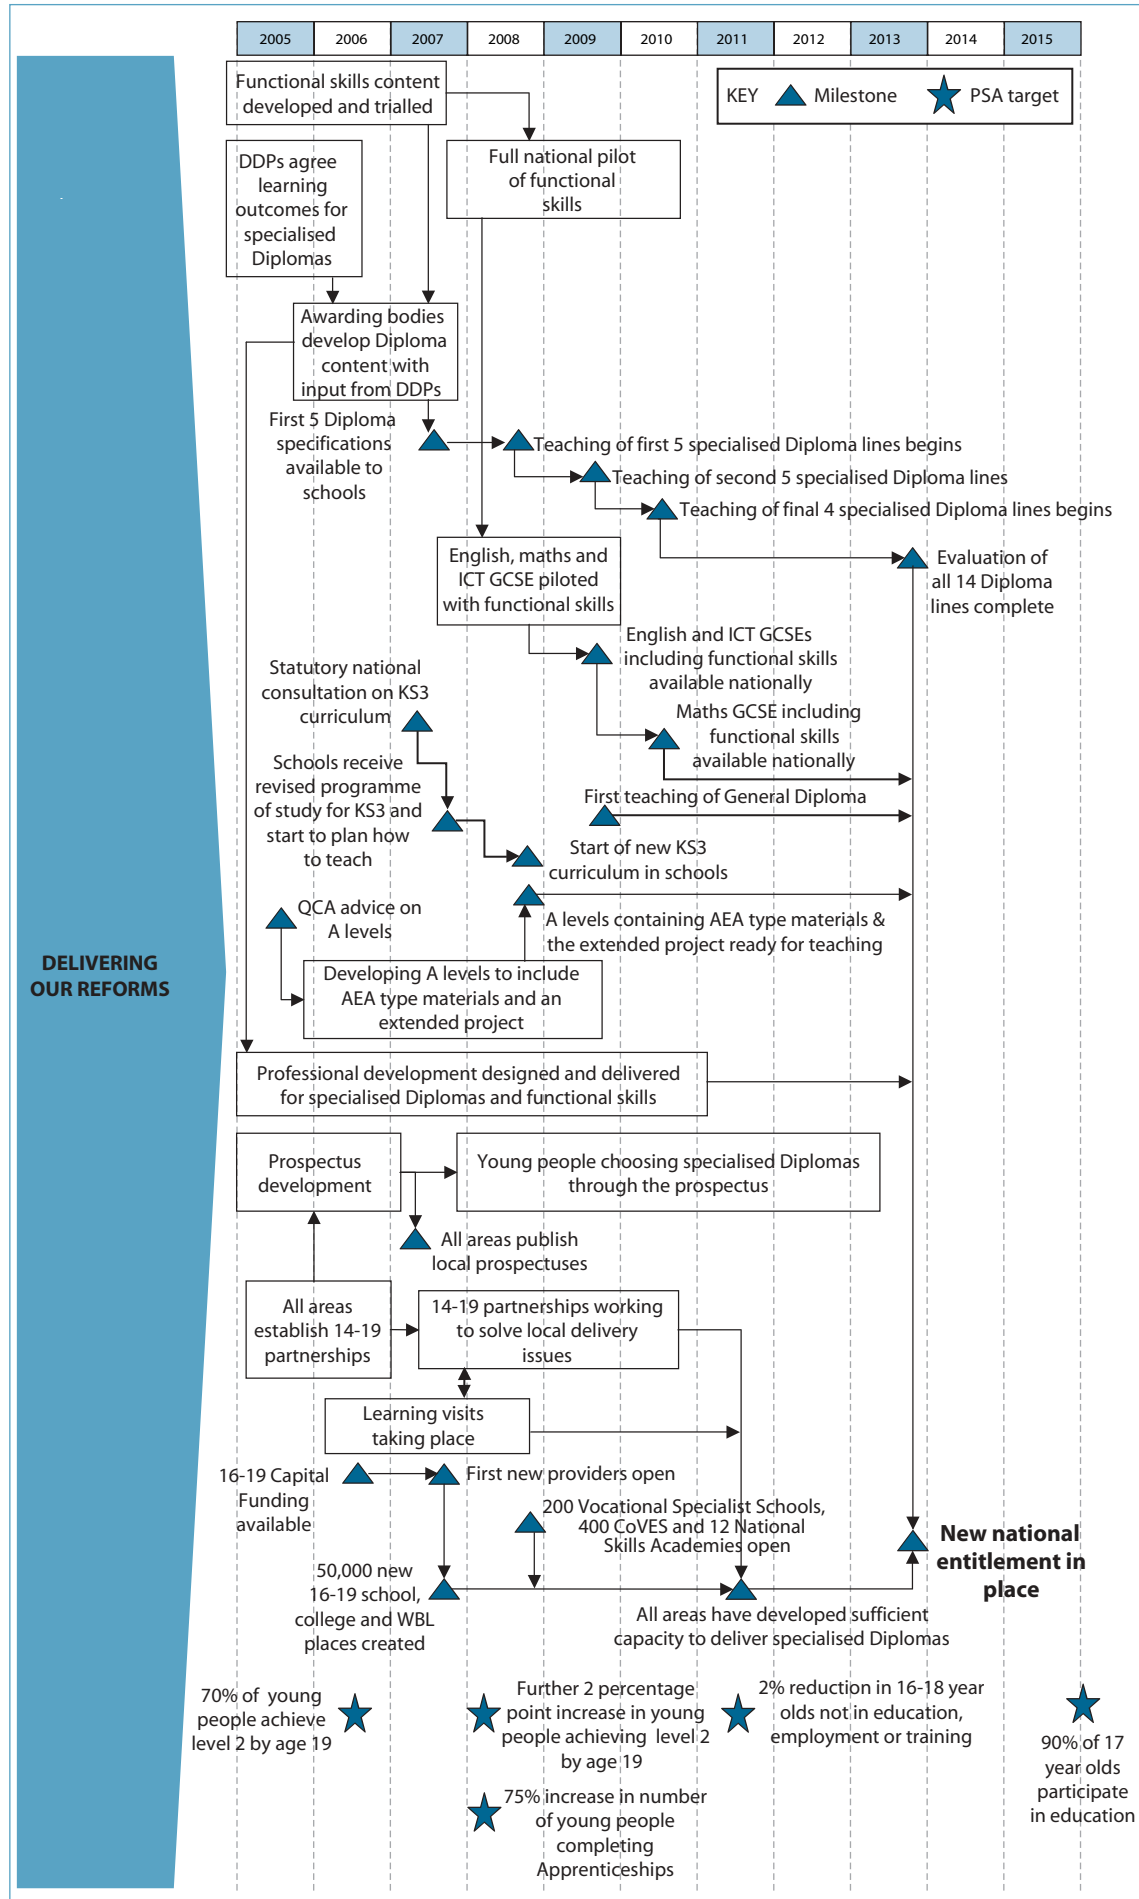 2005 2006 2007 2008 2009 2010 2011 2012 2013 2014 2015
KEY Milestone PSA target
Functional skills content
developed and trialled
Full national pilot
of functional
skills
DDPs agree
learning
outcomes for
specialised
Diplomas
Awarding bodies
develop Diploma
content with
input from DDPs
First 5 Diploma
specifications
available to
schools
Teaching of first 5 specialised Diploma lines begins
Teaching of second 5 specialised Diploma lines
Teaching of final 4 specialised Diploma lines begins
Evaluation of
all 14 Diploma
lines complete
English, maths and
ICT GCSE piloted
with functional skills
English and ICT GCSEs
including functional skills
available nationally
Statutory national
consultation on KS3
curriculum
Maths GCSE including
functional skills
available nationally
Schools receive
revised programme
of study for KS3 and
start to plan how
to teach
First teaching of General Diploma
Start of new KS3
curriculum in schools
QCA advice on
A levels
A levels containing AEA type materials &
the extended project ready for teaching
DELIVERING
OUR REFORMS
Developing A levels to include
AEA type materials and an
extended project
Professional development designed and delivered
for specialised Diplomas and functional skills
Prospectus
development
Young people choosing specialised Diplomas
through the prospectus
All areas publish
local prospectuses
All areas
establish 14-19
partnerships
14-19 partnerships working
to solve local delivery
issues
Learning visits
taking place
16-19 Capital
Funding
available
First new providers open
200 Vocational Specialist Schools,
400 CoVES and 12 National
Skills Academies open
New national
entitlement in
place
50,000 new
16-19 school,
college and WBL
places created
All areas have developed sufficient
capacity to deliver specialised Diplomas
70% of young
people achieve
level 2 by age 19
Further 2 percentage
point increase in young
people achieving level 2
by age 19
2% reduction in 16-18 year
olds not in education,
employment or training
90% of 17
year olds
participate
in education
75% increase in number
of young people
completing
Apprenticeships